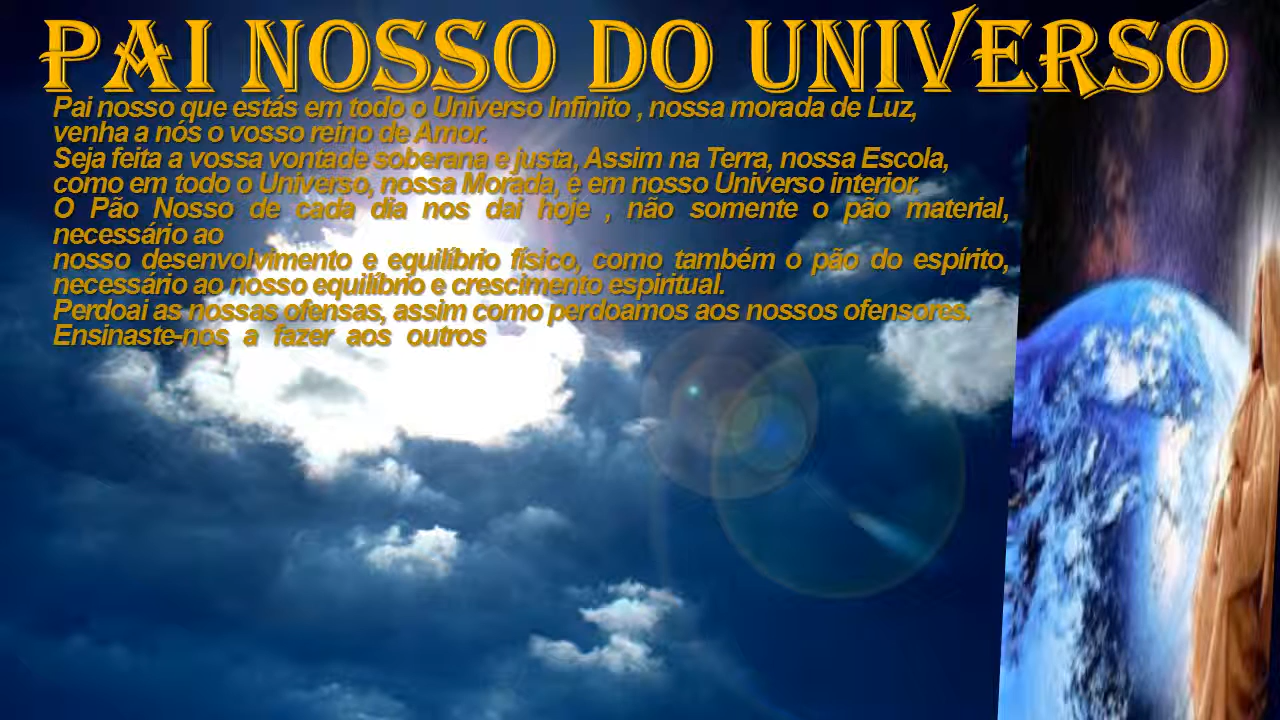 PAI NOSSO DO UNIVERSO
Pai nosso que estás em todo o Universo Infinito , nossa morada de Luz,
venha a nós o vosso reino de Amor.
Seja feita a vossa vontade soberana e justa, Assim na Terra, nossa Escola,
como em todo o Universo, nossa Morada, e em nosso Universo interior.
O Pão Nosso de cada dia nos dai hoje , não somente o pão material,
necessário ao
nosso desenvolvimento e equilíbrio físico, como também o pão do espírito,
necessário ao nosso equilíbrio e crescimento espiritual.
Perdoai as nossas ofensas, assim como perdoamos aos nossos ofensores.
Ensinaste-nos a fazer aos outros